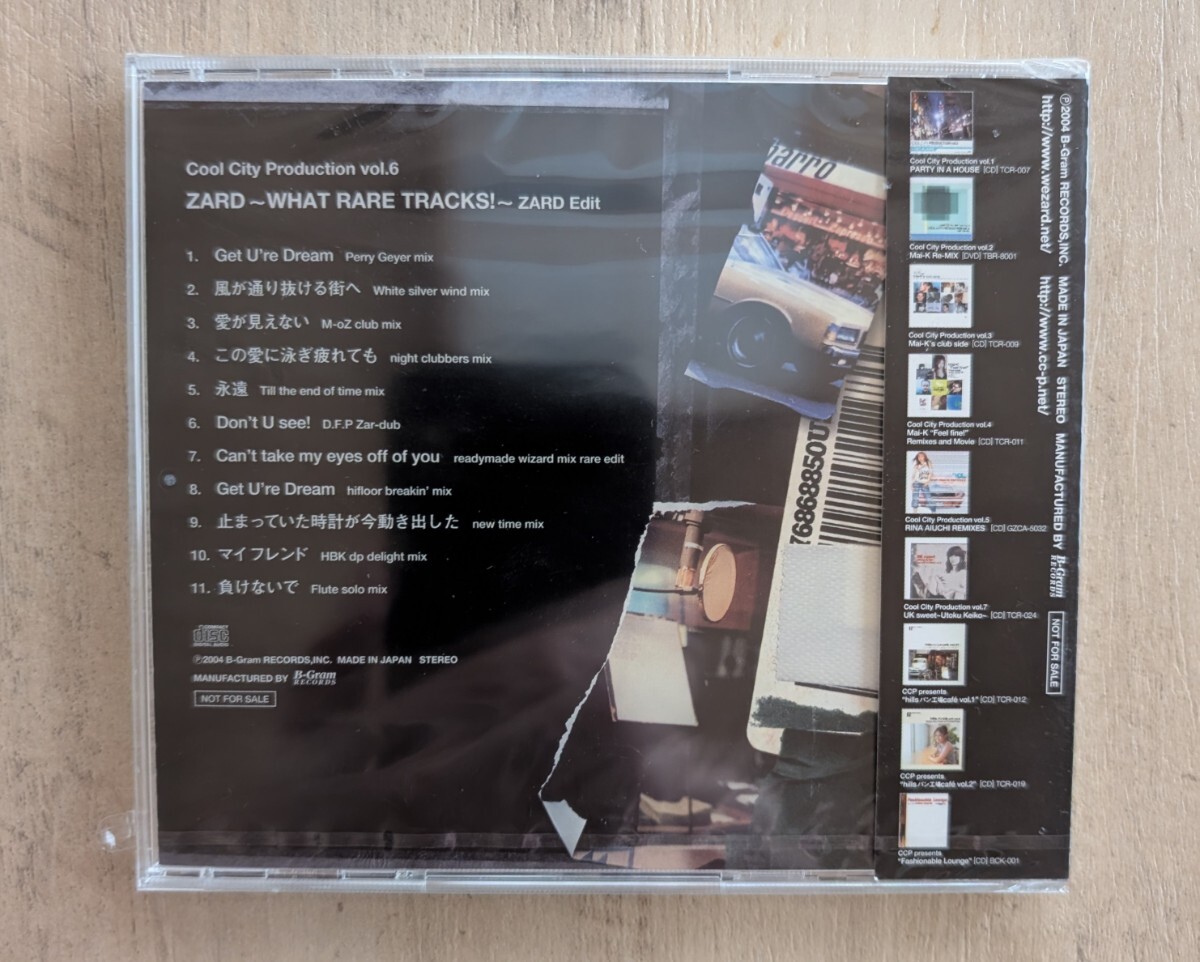 Cool City Production vol.6
ZARD ~WHAT RARE TRACKS!~ ZARD Edit
1. Get U're Dream Perry Geyer mix
2. 風が通り抜ける街へ White silver wind mix
3. 愛が見えない M-oZ club mix
4. この愛に泳ぎ疲れても night clubbers mix
5. 永遠 Till the end of time mix
6. Don't U see! D.F.P Zar-dub
7. Can't take my eyes off of you readymade wizard mix rare edit
8. Get U're Dream hifloor breakin' mix
9. 止まっていた時計が今動き出した new time mix
10. マイ フレンド HBK dp delight mix
11. 負けないで Flute solo mix
COMPACT
DISC
DIGITAL AUDIO
Ⓟ2004 B-Gram RECORDS,INC. MADE IN JAPAN STEREO
MANUFACTURED BY B-Gram RECORDS
NOT FOR SALE
arro
76868850U
Cool City Production vol.1
PARTY IN A HOUSE [CD] TCR-007
Cool City Production vol.2
Mai-K Re-MIX [DVD] TBR-8001
Cool City Production vol.3
Mai-K's club side [CD] TCR-009
Cool City Production vol.4
Mai-K "Feel fine!"
Remixes and Movie [CD] TCR-011
Cool City Production vol.5
RINA AIUCHI REMIXES [CD] GZCA-5032
Cool City Production vol.7
UK sweet~Utoku Keiko~ [CD] TCR-024
CCP presents.
"hills パン工場café vol.1" [CD] TCR-012
CCP presents.
"hills パン工場café vol.2" [CD] TCR-019
Fashionable Lounge
CCP presents.
"Fashionable Lounge" [CD] BCK-001
Ⓟ2004 B-Gram RECORDS,INC. MADE IN JAPAN STEREO MANUFACTURED BY B-Gram RECORDS NOT FOR SALE
http://www.wezard.net/ http://www.cc-p.net/